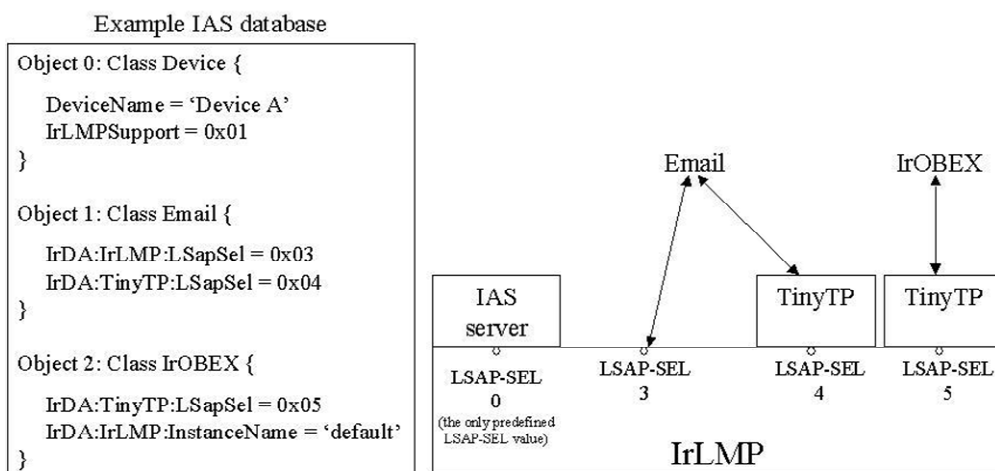 Example IAS database
Object 0: Class Device {
DeviceName = ‘Device A’
IrLMPSupport = 0x01
}
Object 1: Class Email {
IrDA:IrLMP:LSapSel = 0x03
IrDA:TinyTP:LSapSel = 0x04
}
Object 2: Class IrOBEX {
IrDA:TinyTP:LSapSel = 0x05
IrDA:IrLMP:InstanceName = ‘default’
}
Email
IrOBEX
IAS
server
TinyTP
TinyTP
LSAP-SEL
0
(the only predefined
LSAP-SEL value)
LSAP-SEL
3
LSAP-SEL
4
LSAP-SEL
5
IrLMP